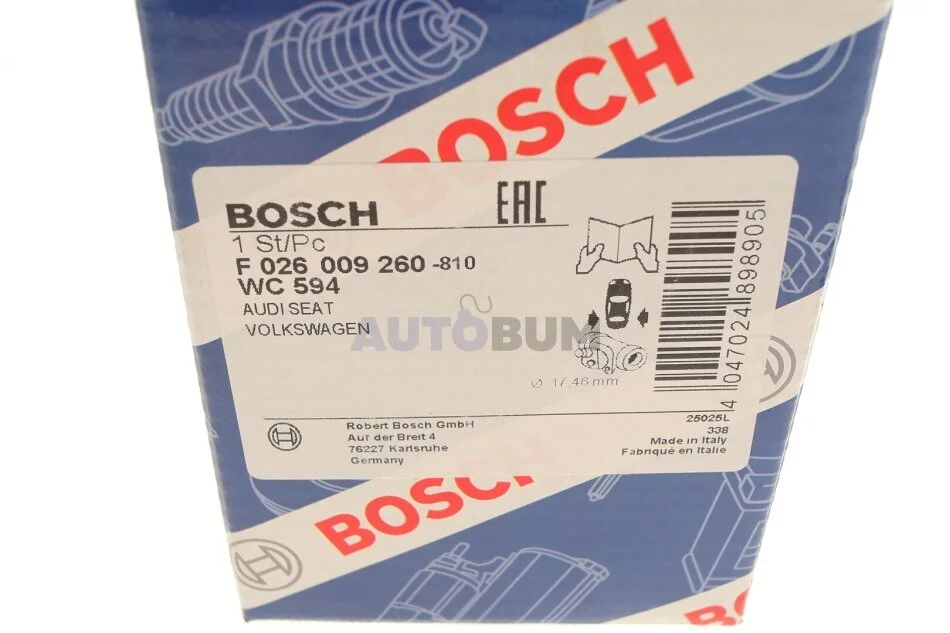 BOSCH
BOSCH
EAC
1 St/Pc
F 026 009 260 -810
WC 594
AUDI SEAT
VOLKSWAGEN
AUTOBUM
Ø 17,46 mm
4 047024 898905
Robert Bosch GmbH
Auf der Breit 4
76227 Karlsruhe
Germany
25025L
338
Made in Italy
Fabriqué en Italie
BOSCH